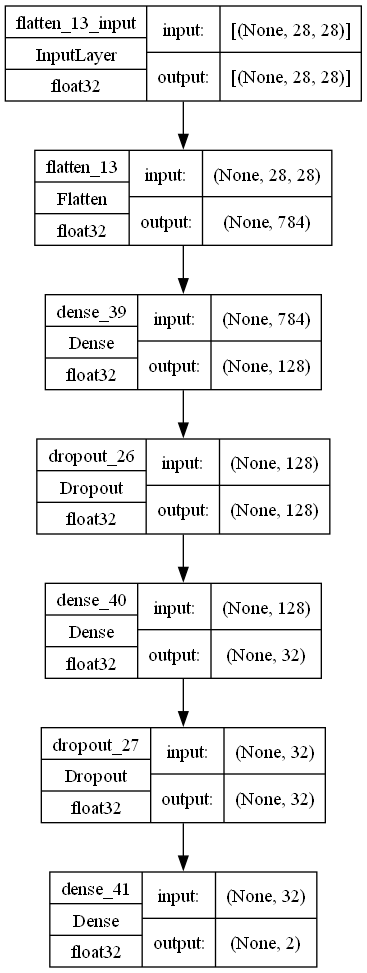 flatten_13_input
InputLayer
float32
input:
[(None, 28, 28)]
output:
[(None, 28, 28)]
flatten_13
Flatten
float32
input:
(None, 28, 28)
output:
(None, 784)
dense_39
Dense
float32
input:
(None, 784)
output:
(None, 128)
dropout_26
Dropout
float32
input:
(None, 128)
output:
(None, 128)
dense_40
Dense
float32
input:
(None, 128)
output:
(None, 32)
dropout_27
Dropout
float32
input:
(None, 32)
output:
(None, 32)
dense_41
Dense
float32
input:
(None, 32)
output:
(None, 2)